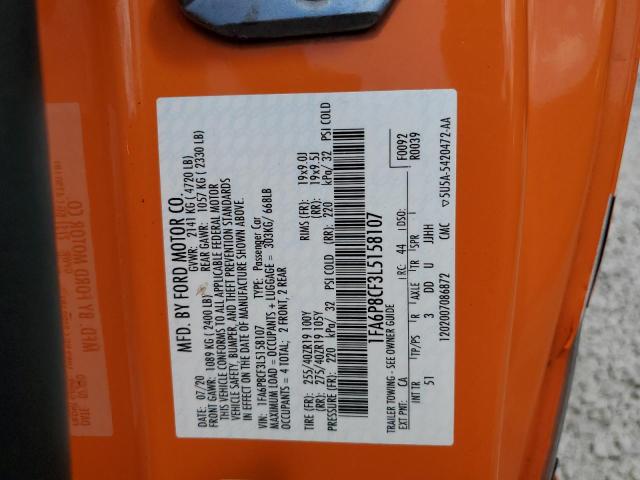 MFD. BY FORD MOTOR CO.
DATE: 07/20 GVWR: 2141 KG ( 4720 LB)
FRONT GAWR: 1089 KG ( 2400 LB) REAR GAWR: 1057 KG ( 2330 LB)
THIS VEHICLE CONFORMS TO ALL APPLICABLE FEDERAL MOTOR
VEHICLE SAFETY, BUMPER, AND THEFT PREVENTION STANDARDS
IN EFFECT ON THE DATE OF MANUFACTURE SHOWN ABOVE.
VIN: 1FA6P8CF3L5158107 TYPE: Passenger Car
MAXIMUM LOAD = OCCUPANTS + LUGGAGE = 303KG/ 668LB
OCCUPANTS = 4 TOTAL; 2 FRONT, 2 REAR
TIRE (FR): 255/40ZR19 100Y RIMS (FR): 19x9.0J
(RR): 275/40ZR19 105Y (RR): 19x9.5J
PRESSURE (FR): 220 kPa/ 32 PSI COLD (RR): 220 kPa/ 32 PSI COLD
1FA6P8CF3L5158107 F0092
R0039
TRAILER TOWING - SEE OWNER GUIDE
EXT PNT: CA RC: 44 DSO:
INT TR TP/PS R AXLE TR SPR
51 3 DD U JJHH
1202007086872 CMC ▽5U5A-5420472-AA